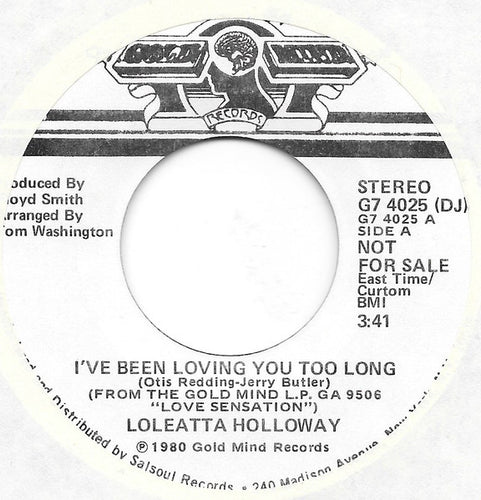 GOLD MIND
RECORDS
oduced By
loyd Smith
rranged By
om Washington
STEREO
G7 4025 (DJ)
G7 4025 A
SIDE A
NOT
FOR SALE
East Time/
Curtom
BMI
3:41
I'VE BEEN LOVING YOU TOO LONG
(Otis Redding-Jerry Butler)
(FROM THE GOLD MIND L.P. GA 9506
"LOVE SENSATION")
LOLEATTA HOLLOWAY
℗ 1980 Gold Mind Records
and Distributed by Salsoul Records • 240 Madison Avenue, New York